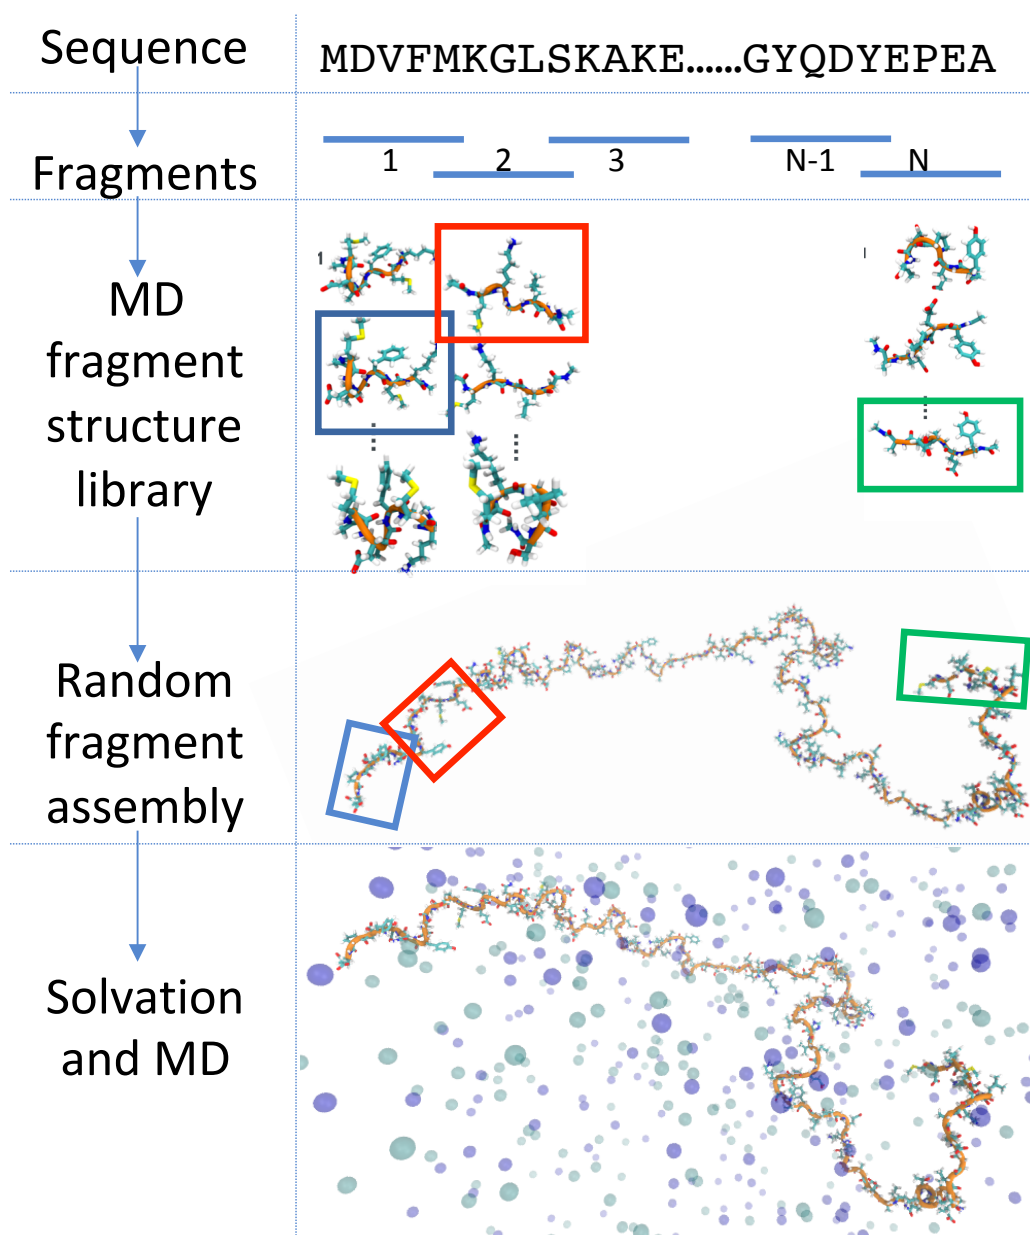 Sequence
MDVFMKGLSKAKE……GYQDYEPEA
Fragments
1 2 3 N-1 N
MD
fragment
structure
library
Random
fragment
assembly
Solvation
and MD